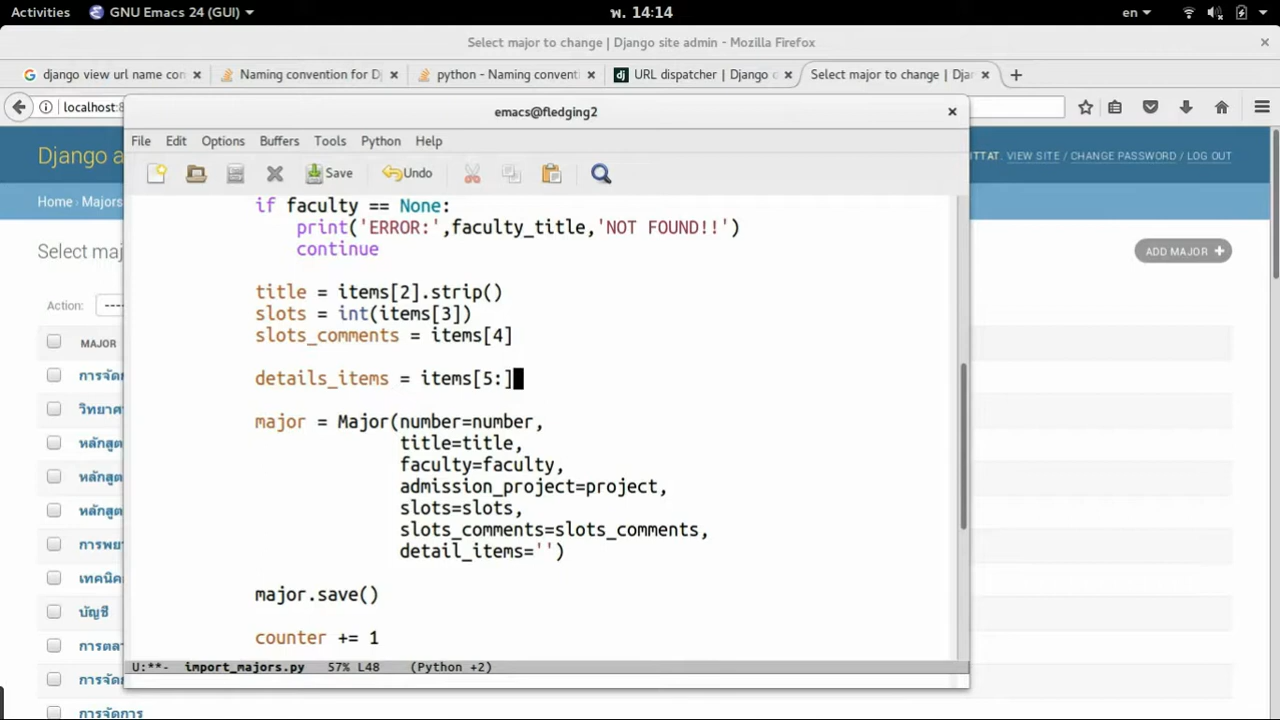 Activities GNU Emacs 24 (GUI) พ. 14:14 en
Select major to change | Django site admin - Mozilla Firefox
django view url name con Naming convention for Dj python - Naming conventi URL dispatcher | Django Select major to change | Djan
localhost:8
emacs@fledging2
File Edit Options Buffers Tools Python Help
Django a TTAT. VIEW SITE / CHANGE PASSWORD / LOG OUT
Save Undo
Home › Majors
if faculty == None:
print('ERROR:',faculty_title,'NOT FOUND!!')
continue
Select maj ADD MAJOR +
title = items[2].strip()
Action: ----
slots = int(items[3])
slots_comments = items[4]
MAJOR
details_items = items[5:]
การจัดก
วิทยาศ
major = Major(number=number,
title=title,
หลักสูต
faculty=faculty,
หลักสูต
admission_project=project,
slots=slots,
หลักสูต
slots_comments=slots_comments,
detail_items='')
การพย
เทคนิค
major.save()
บัญชี
counter += 1
การตลา
U:**- import_majors.py 57% L48 (Python +2)
การจัดก
การจัดการ